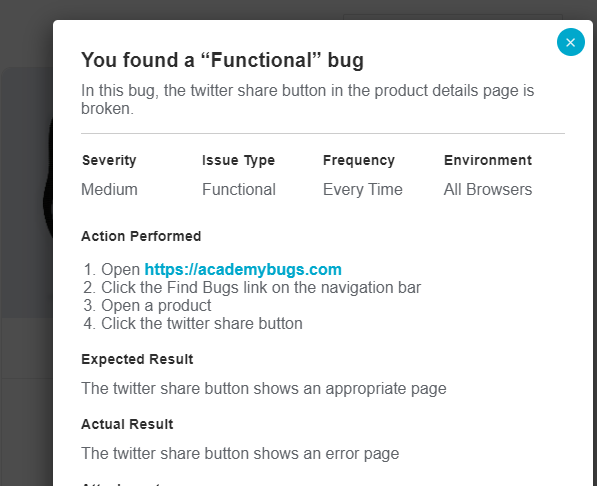 You found a “Functional” bug
In this bug, the twitter share button in the product details page is
broken.
Severity Issue Type Frequency Environment
Medium Functional Every Time All Browsers
Action Performed
1. Open https://academybugs.com
2. Click the Find Bugs link on the navigation bar
3. Open a product
4. Click the twitter share button
Expected Result
The twitter share button shows an appropriate page
Actual Result
The twitter share button shows an error page